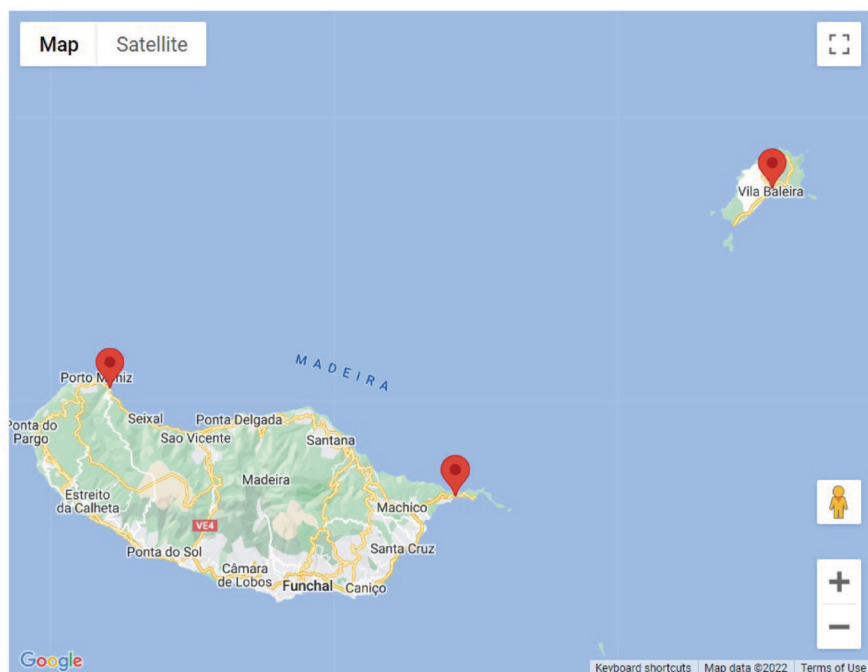 Map Satellite
Vila Baleira
MADEIRA
Porto Moniz
Seixal
Ponta Delgada
Ponta do
Pargo
Sao Vicente
Santana
Madeira
Estreito
da Calheta
Machico
VE4
Ponta do Sol
Santa Cruz
Câmara
de Lobos
Funchal
Caniço
Google
Keyboard shortcuts Map data ©2022 Terms of Use